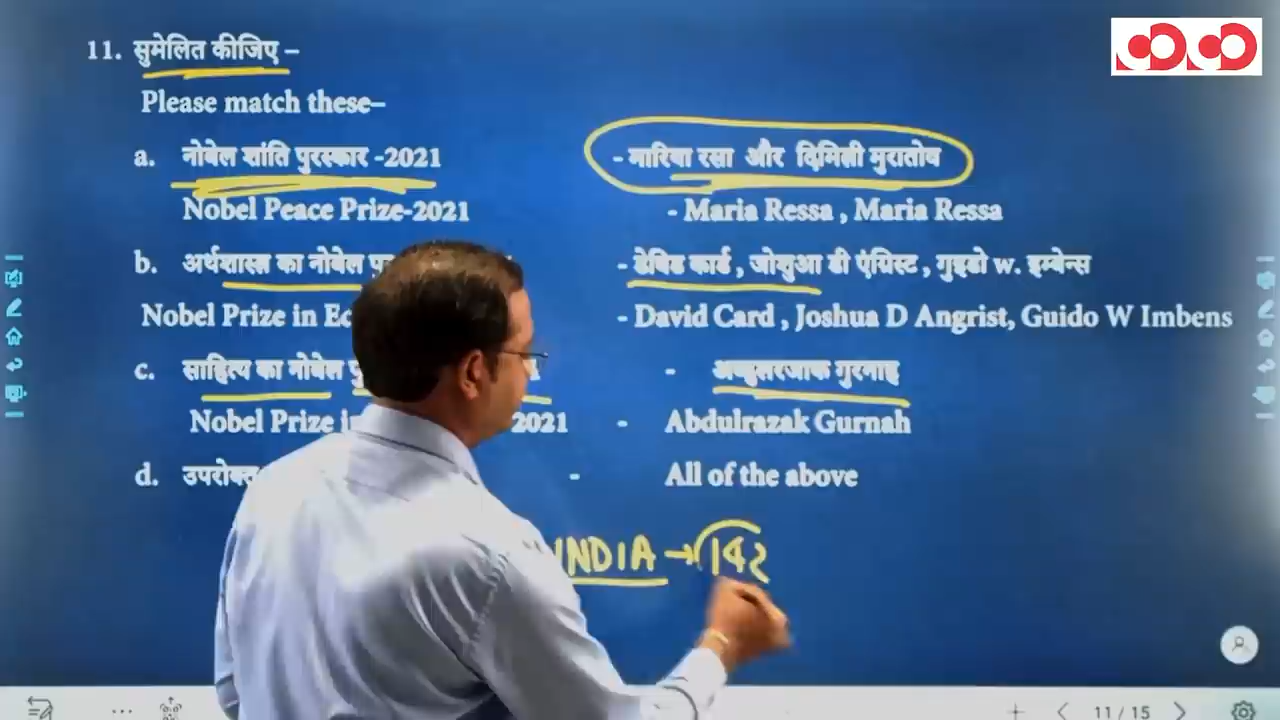 11. सुमेलित कीजिए –
Please match these–
a. नोबेल शांति पुरस्कार -2021 - मारिया रसा और दिमित्री मुरातोव
Nobel Peace Prize-2021 - Maria Ressa , Maria Ressa
b. अर्थशास्त्र का नोबेल - डेविड कार्ड , जोशुआ डी एंग्रिस्ट , गुइडो w. इम्बेन्स
Nobel Prize in - David Card , Joshua D Angrist, Guido W Imbens
c. साहित्य का नोबेल - अब्दुलरजाक गुरनाह
Nobel Prize 2021 - Abdulrazak Gurnah
d. उपरोक्त - All of the above
INDIA → 142
11 / 15